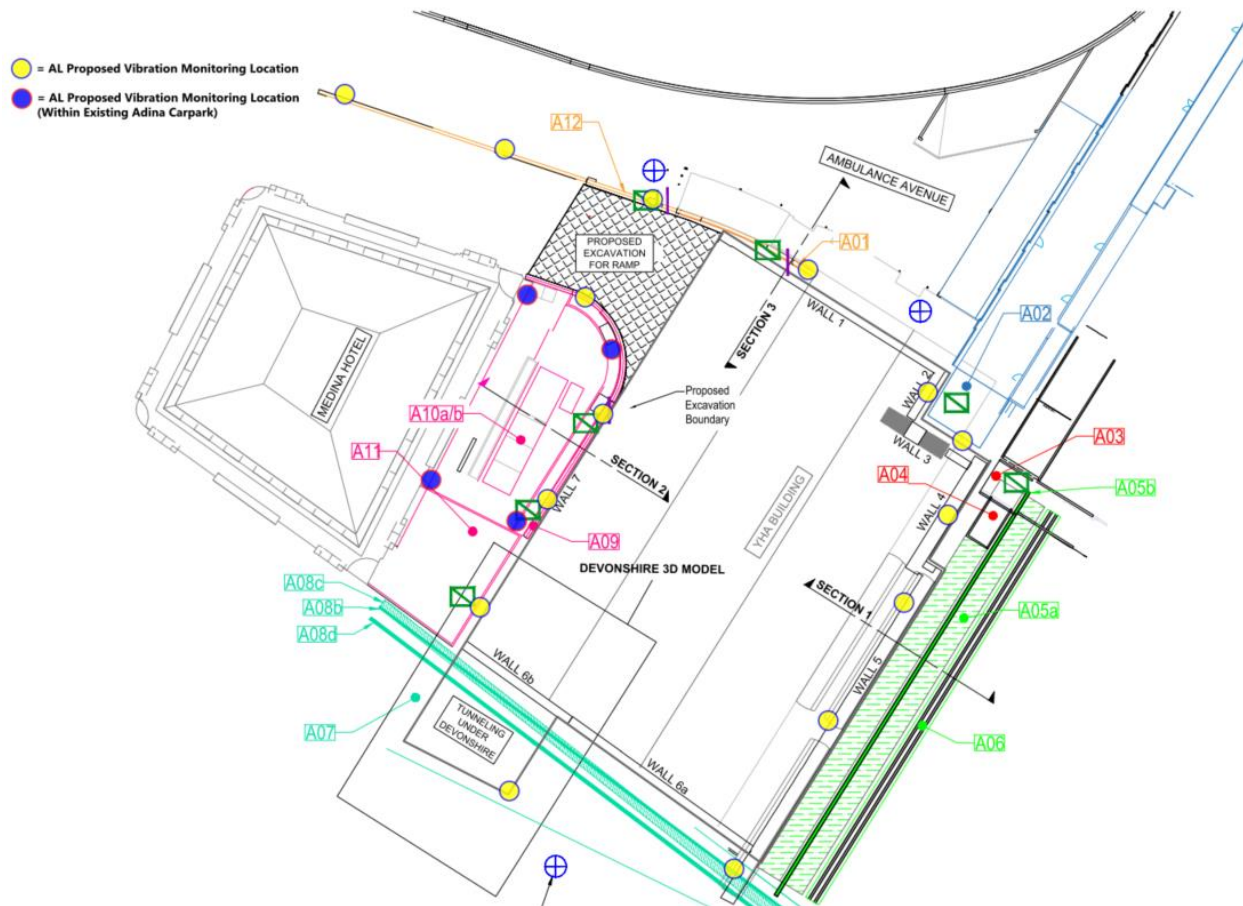 = AL Proposed Vibration Monitoring Location
= AL Proposed Vibration Monitoring Location
(Within Existing Adina Carpark)
A12
AMBULANCE AVENUE
PROPOSED
EXCAVATION
FOR RAMP
A01
WALL 1
SECTION 3
A02
MEDINA HOTEL
Proposed
Excavation
Boundary
WALL 2
WALL 3
A10a/b
A11
SECTION 2
WALL 7
A03
A04
A05b
WALL 4
YHA BUILDING
A09
DEVONSHIRE 3D MODEL
SECTION 1
A08c
A08b
A08d
A05a
WALL 5
WALL 6b
TUNNELING
UNDER
DEVONSHIRE
A07
A06
WALL 6a